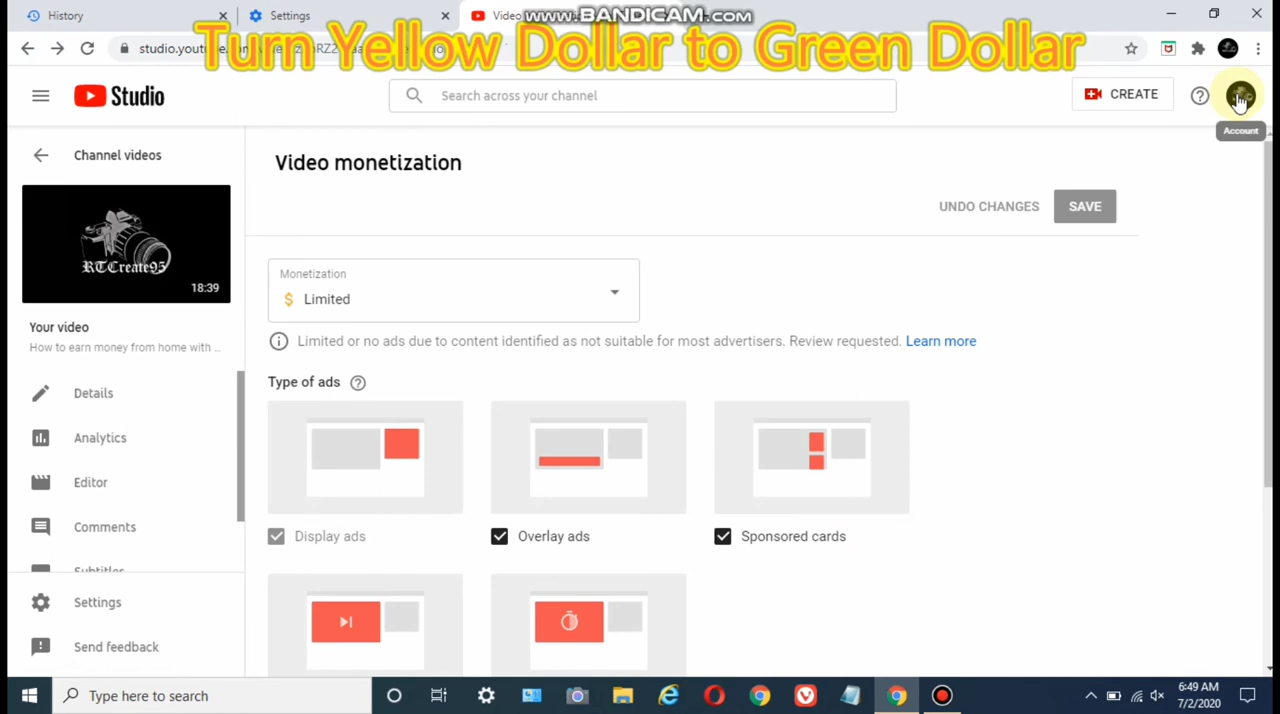 History
Settings
Video
www.BANDICAM.com
studio.youtube.
Turn Yellow Dollar to Green Dollar
Studio
Search across your channel
CREATE
Account
Channel videos
Video monetization
UNDO CHANGES
SAVE
RTCreate95
18:39
Monetization
$ Limited
Your video
How to earn money from home with ...
Limited or no ads due to content identified as not suitable for most advertisers. Review requested. Learn more
Type of ads
Details
Analytics
Editor
Comments
Subtitles
Display ads
Overlay ads
Sponsored cards
Settings
Send feedback
Type here to search
6:49 AM
7/2/2020